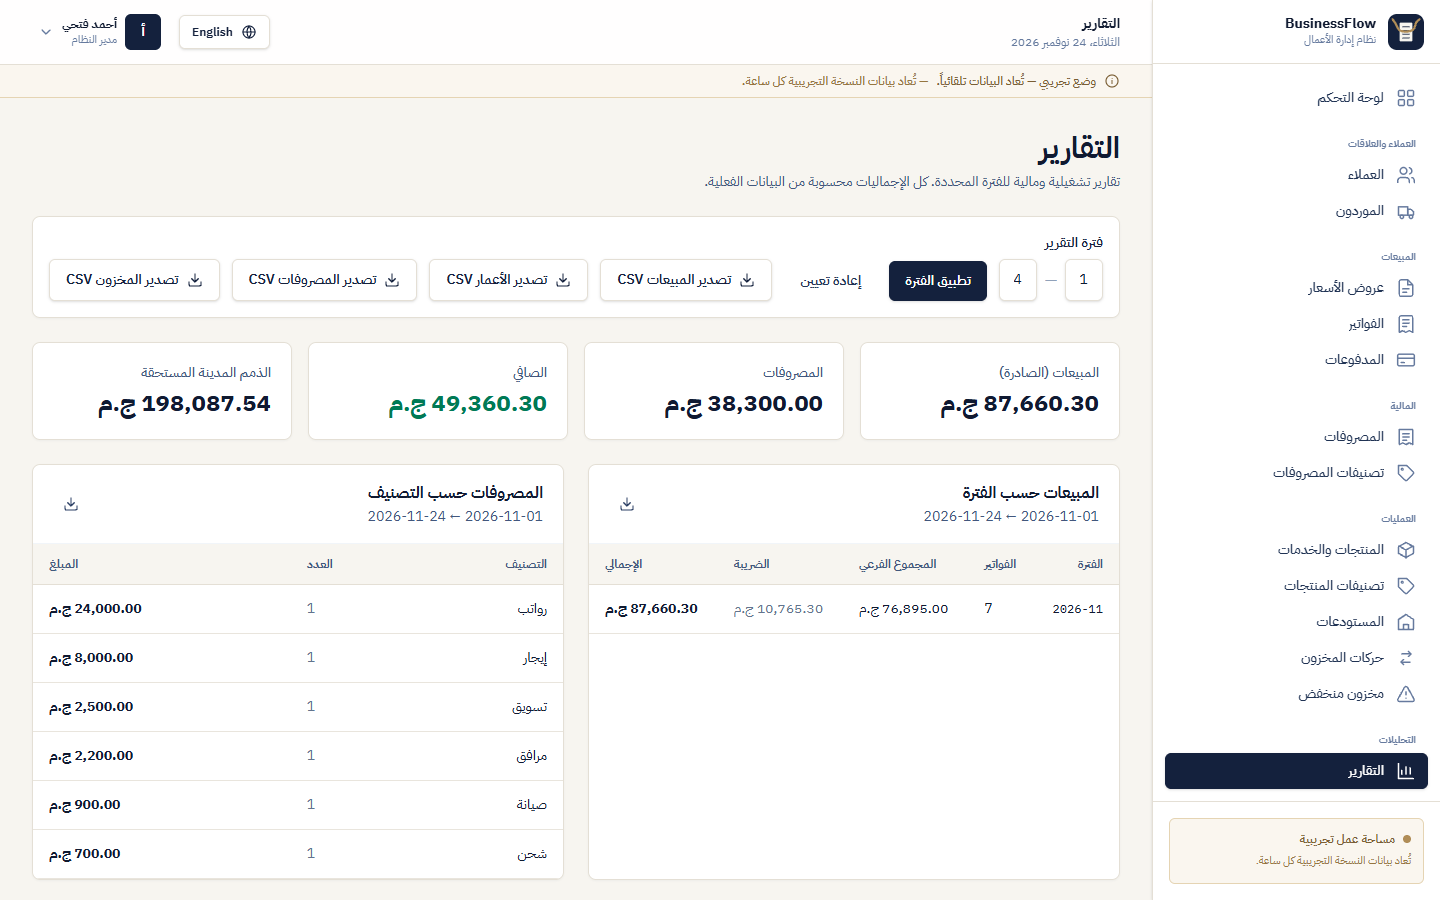 BusinessFlow
نظام إدارة الأعمال
لوحة التحكم
العملاء والعلاقات
العملاء
الموردون
المبيعات
عروض الأسعار
الفواتير
المدفوعات
المالية
المصروفات
تصنيفات المصروفات
العمليات
المنتجات والخدمات
تصنيفات المنتجات
المستودعات
حركات المخزون
مخزون منخفض
التحليلات
التقارير
مساحة عمل تجريبية
تُعاد بيانات النسخة التجريبية كل ساعة.
التقارير
الثلاثاء، 24 نوفمبر 2026
English
أ
أحمد فتحي
مدير النظام
وضع تجريبي — تُعاد البيانات تلقائياً. — تُعاد بيانات النسخة التجريبية كل ساعة.
التقارير
تقارير تشغيلية ومالية للفترة المحددة. كل الإجماليات محسوبة من البيانات الفعلية.
فترة التقرير
1 — 4 تطبيق الفترة إعادة تعيين تصدير المبيعات CSV تصدير الأعمار CSV تصدير المصروفات CSV تصدير المخزون CSV
المبيعات (الصادرة)
87,660.30 ج.م
المصروفات
38,300.00 ج.م
الصافي
49,360.30 ج.م
الذمم المدينة المستحقة
198,087.54 ج.م
المبيعات حسب الفترة
2026-11-01 ← 2026-11-24
الفترة الفواتير المجموع الفرعي الضريبة الإجمالي
2026-11 7 76,895.00 ج.م 10,765.30 ج.م 87,660.30 ج.م
المصروفات حسب التصنيف
2026-11-01 ← 2026-11-24
التصنيف العدد المبلغ
رواتب 1 24,000.00 ج.م
إيجار 1 8,000.00 ج.م
تسويق 1 2,500.00 ج.م
مرافق 1 2,200.00 ج.م
صيانة 1 900.00 ج.م
شحن 1 700.00 ج.م